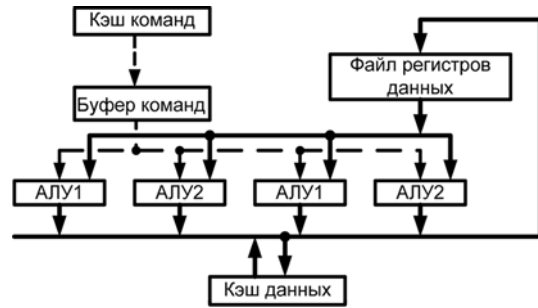 Кэш команд
Файл регистров
данных
Буфер команд
АЛУ1
АЛУ2
АЛУ1
АЛУ2
Кэш данных